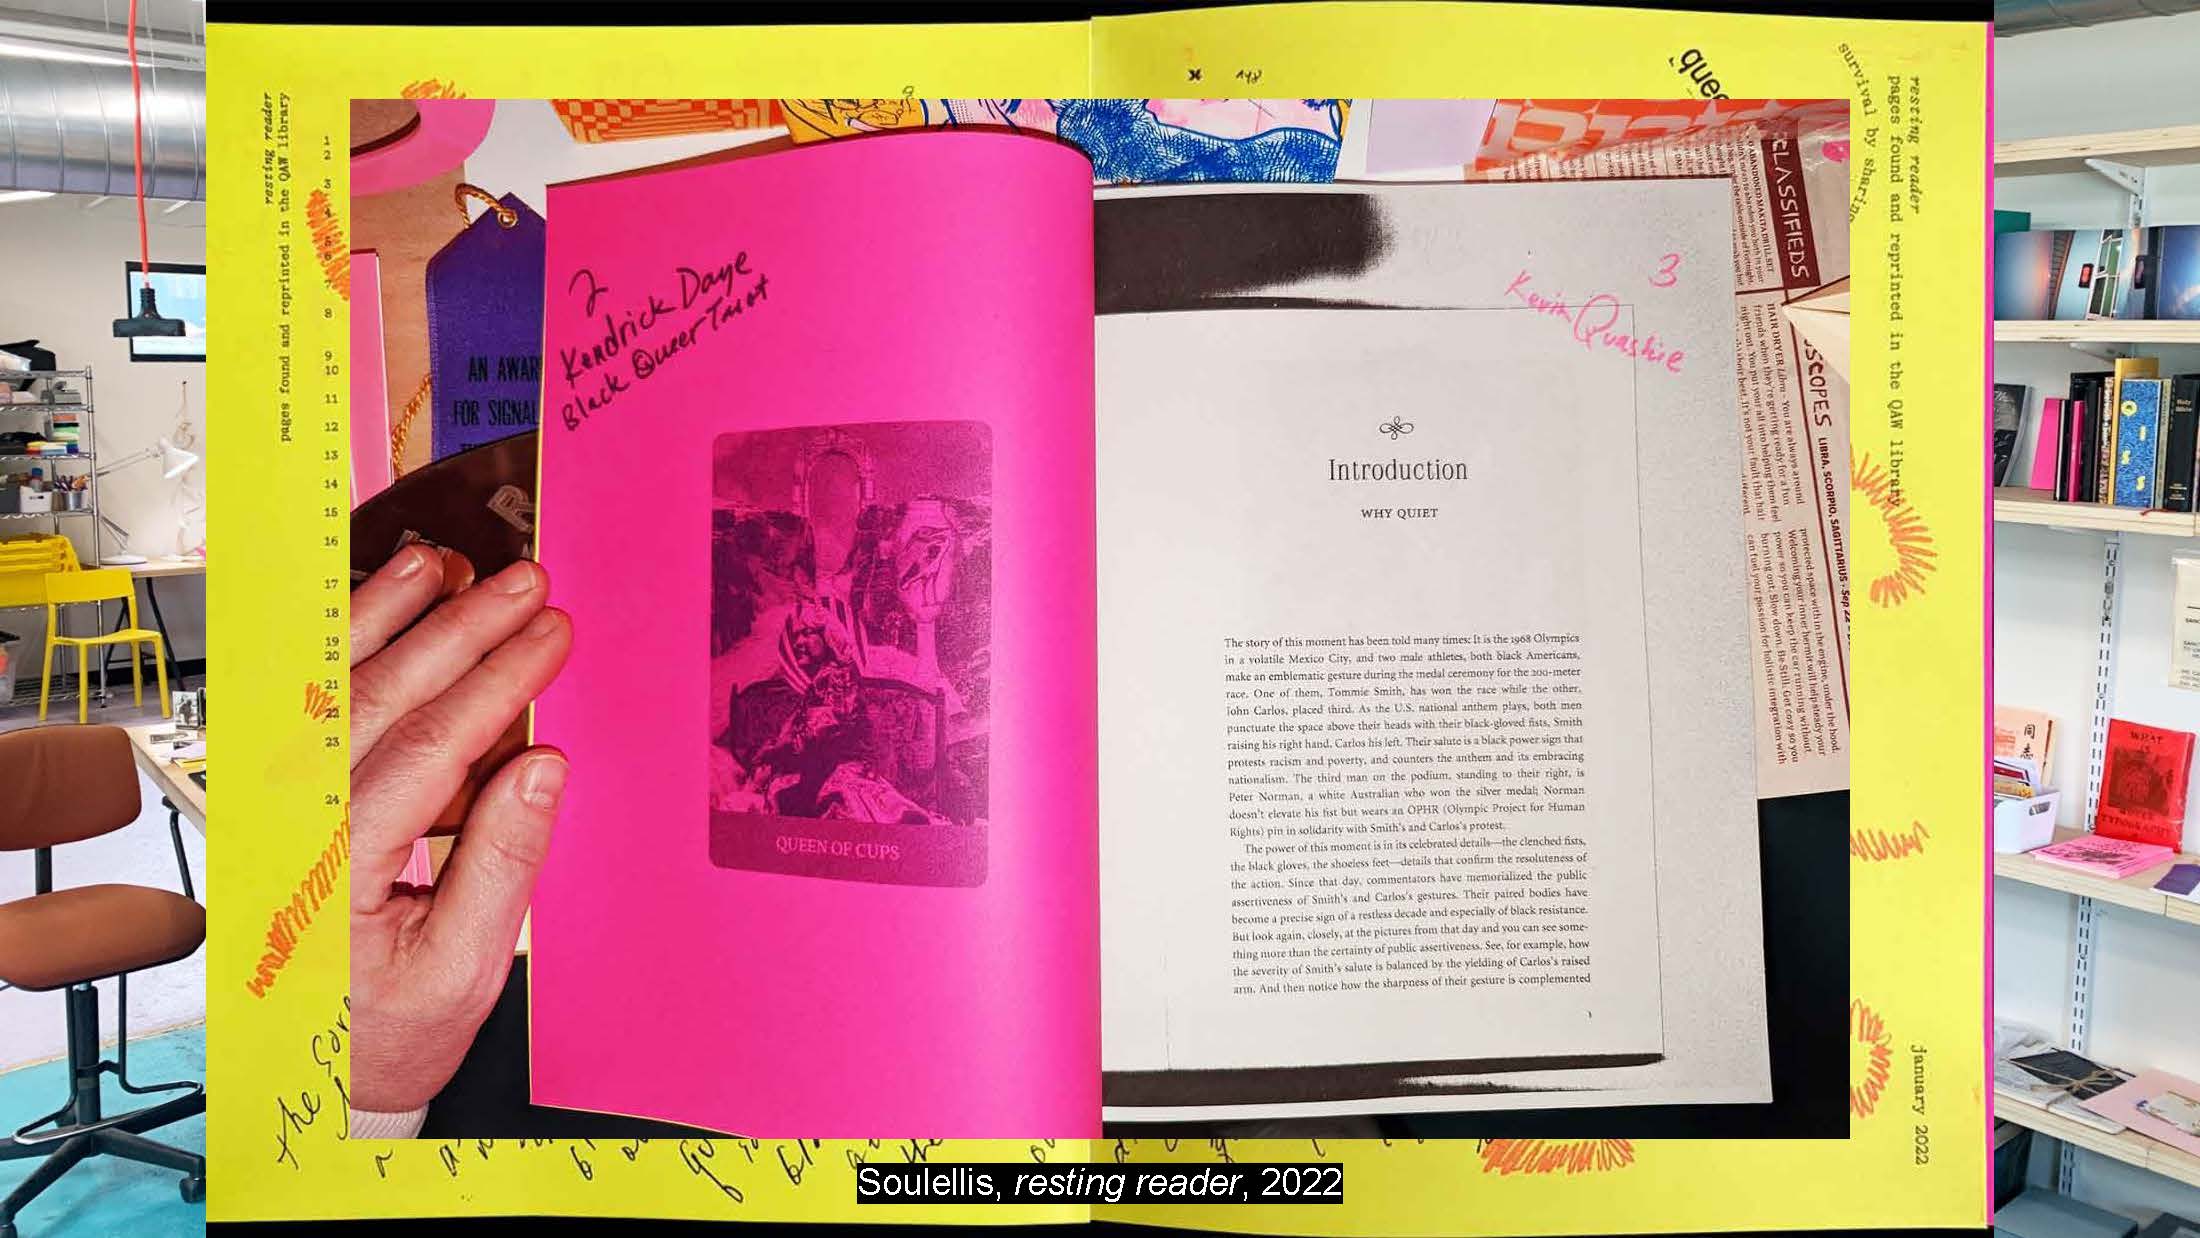 resting reader
pages found and reprinted in the QAW library
1
2
3
4
5
6
7
8
9
10
11
12
13
14
15
16
17
18
19
20
21
22
23
24
the
AN AWAR
FOR SIGNAL
2
Kendrick Daye
Black Queer Tarot
QUEEN OF CUPS
3
Kevin Quashie
Introduction
WHY QUIET
The story of this moment has been told many times: It is the 1968 Olympics
in a volatile Mexico City, and two male athletes, both black Americans,
make an emblematic gesture during the medal ceremony for the 200-meter
race. One of them, Tommie Smith, has won the race while the other,
John Carlos, placed third. As the U.S. national anthem plays, both men
punctuate the space above their heads with their black-gloved fists, Smith
raising his right hand, Carlos his left. Their salute is a black power sign that
protests racism and poverty, and counters the anthem and its embracing
nationalism. The third man on the podium, standing to their right, is
Peter Norman, a white Australian who won the silver medal; Norman
doesn't elevate his fist but wears an OPHR (Olympic Project for Human
Rights) pin in solidarity with Smith's and Carlos's protest.
The power of this moment is in its celebrated details—the clenched fists,
the black gloves, the shoeless feet—details that confirm the resoluteness of
the action. Since that day, commentators have memorialized the public
assertiveness of Smith's and Carlos's gestures. Their paired bodies have
become a precise sign of a restless decade and especially of black resistance.
But look again, closely, at the pictures from that day and you can see some-
thing more than the certainty of public assertiveness. See, for example, how
the severity of Smith's salute is balanced by the yielding of Carlos's raised
arm. And then notice how the sharpness of their gesture is complemented
1
ELASSIFIEDS
HAIR DRYER Libra - You are always around
friends when they're getting ready for a fun
night out. You put your all into helping them feel
their best. It's not your fault that hair
SCOPES LIBRA, SCORPIO, SAGITTARIUS - Sep 22
protected space within the engine, under the hood.
Welcoming your inner hermit will help steady your
power so you can keep the car running without
burning out. Slow down. Be Still. Get cozy so you
can fuel your passion for holistic integration with
quee
survival by sharing
resting reader
pages found and reprinted in the QAW library
january 2022
WHAT
IS
QUEER
TYPOGRAPHY
Soulellis, resting reader, 2022